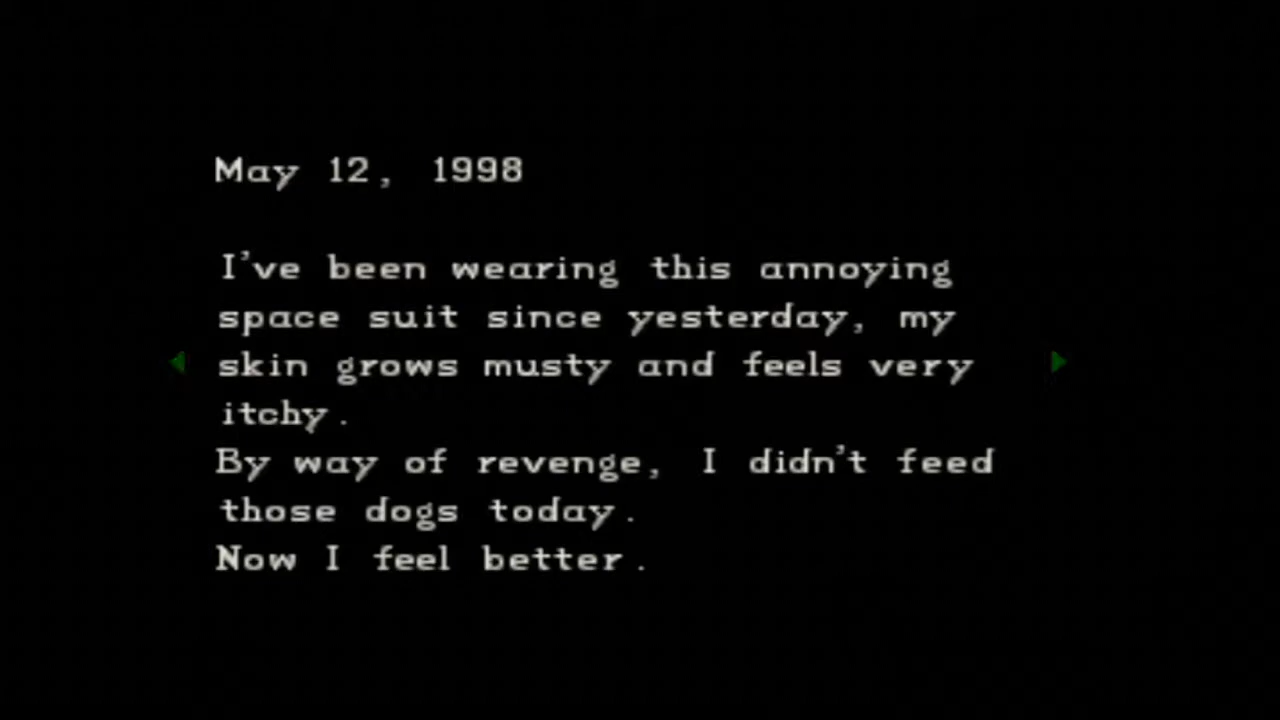 May 12, 1998
I've been wearing this annoying
space suit since yesterday, my
skin grows musty and feels very
itchy.
By way of revenge, I didn't feed
those dogs today.
Now I feel better.